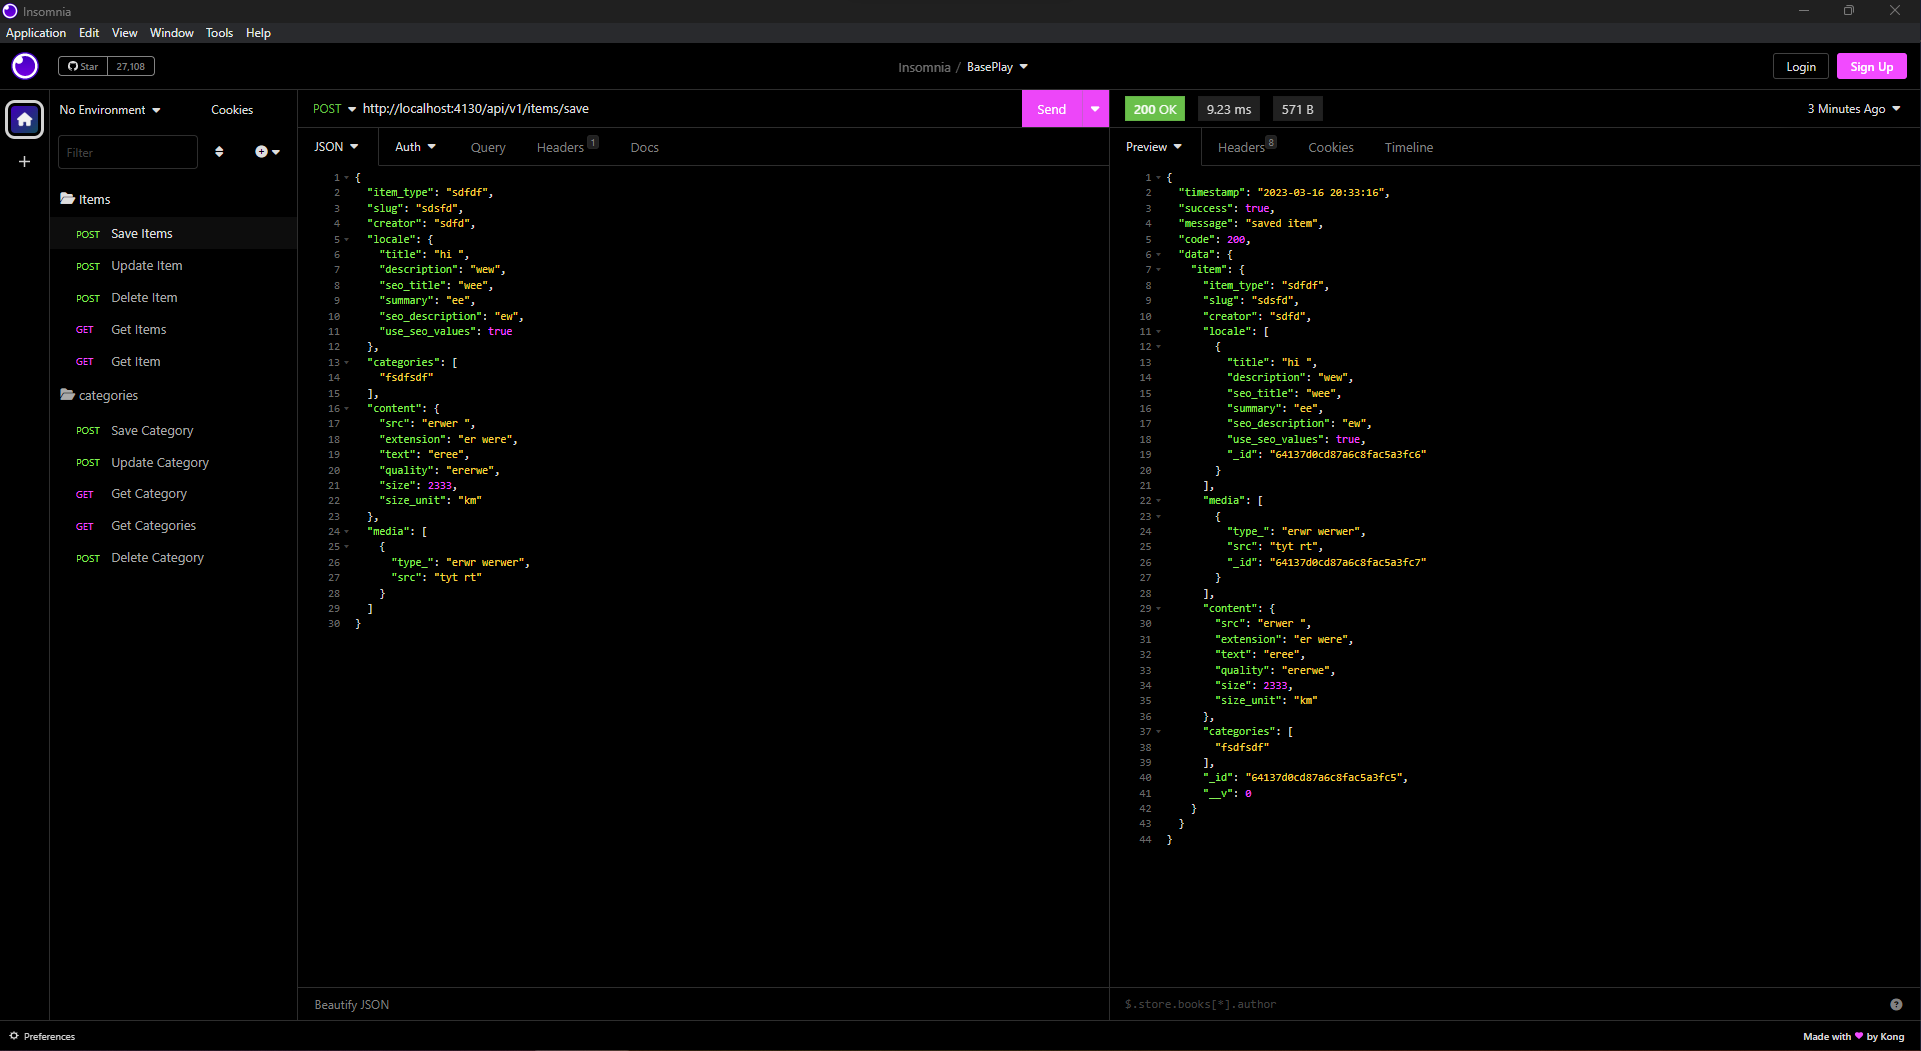 Insomnia
Application Edit View Window Tools Help
Star 27,108
Insomnia / BasePlay
Login Sign Up
No Environment Cookies
Filter
Items
POST Save Items
POST Update Item
POST Delete Item
GET Get Items
GET Get Item
categories
POST Save Category
POST Update Category
GET Get Category
GET Get Categories
POST Delete Category
POST http://localhost:4130/api/v1/items/save Send
JSON Auth Query Headers 1 Docs
1 {
2 "item_type": "sdfdf",
3 "slug": "sdsfd",
4 "creator": "sdfd",
5 "locale": {
6 "title": "hi ",
7 "description": "wew",
8 "seo_title": "wee",
9 "summary": "ee",
10 "seo_description": "ew",
11 "use_seo_values": true
12 },
13 "categories": [
14 "fsdfsdf"
15 ],
16 "content": {
17 "src": "erwer ",
18 "extension": "er were",
19 "text": "eree",
20 "quality": "ererwe",
21 "size": 2333,
22 "size_unit": "km"
23 },
24 "media": [
25 {
26 "type_": "erwr werwer",
27 "src": "tyt rt"
28 }
29 ]
30 }
Beautify JSON
200 OK 9.23 ms 571 B 3 Minutes Ago
Preview Headers 8 Cookies Timeline
1 {
2 "timestamp": "2023-03-16 20:33:16",
3 "success": true,
4 "message": "saved item",
5 "code": 200,
6 "data": {
7 "item": {
8 "item_type": "sdfdf",
9 "slug": "sdsfd",
10 "creator": "sdfd",
11 "locale": [
12 {
13 "title": "hi ",
14 "description": "wew",
15 "seo_title": "wee",
16 "summary": "ee",
17 "seo_description": "ew",
18 "use_seo_values": true,
19 "_id": "64137d0cd87a6c8fac5a3fc6"
20 }
21 ],
22 "media": [
23 {
24 "type_": "erwr werwer",
25 "src": "tyt rt",
26 "_id": "64137d0cd87a6c8fac5a3fc7"
27 }
28 ],
29 "content": {
30 "src": "erwer ",
31 "extension": "er were",
32 "text": "eree",
33 "quality": "ererwe",
34 "size": 2333,
35 "size_unit": "km"
36 },
37 "categories": [
38 "fsdfsdf"
39 ],
40 "_id": "64137d0cd87a6c8fac5a3fc5",
41 "__v": 0
42 }
43 }
44 }
$.store.books[*].author
Preferences
Made with ♥ by Kong